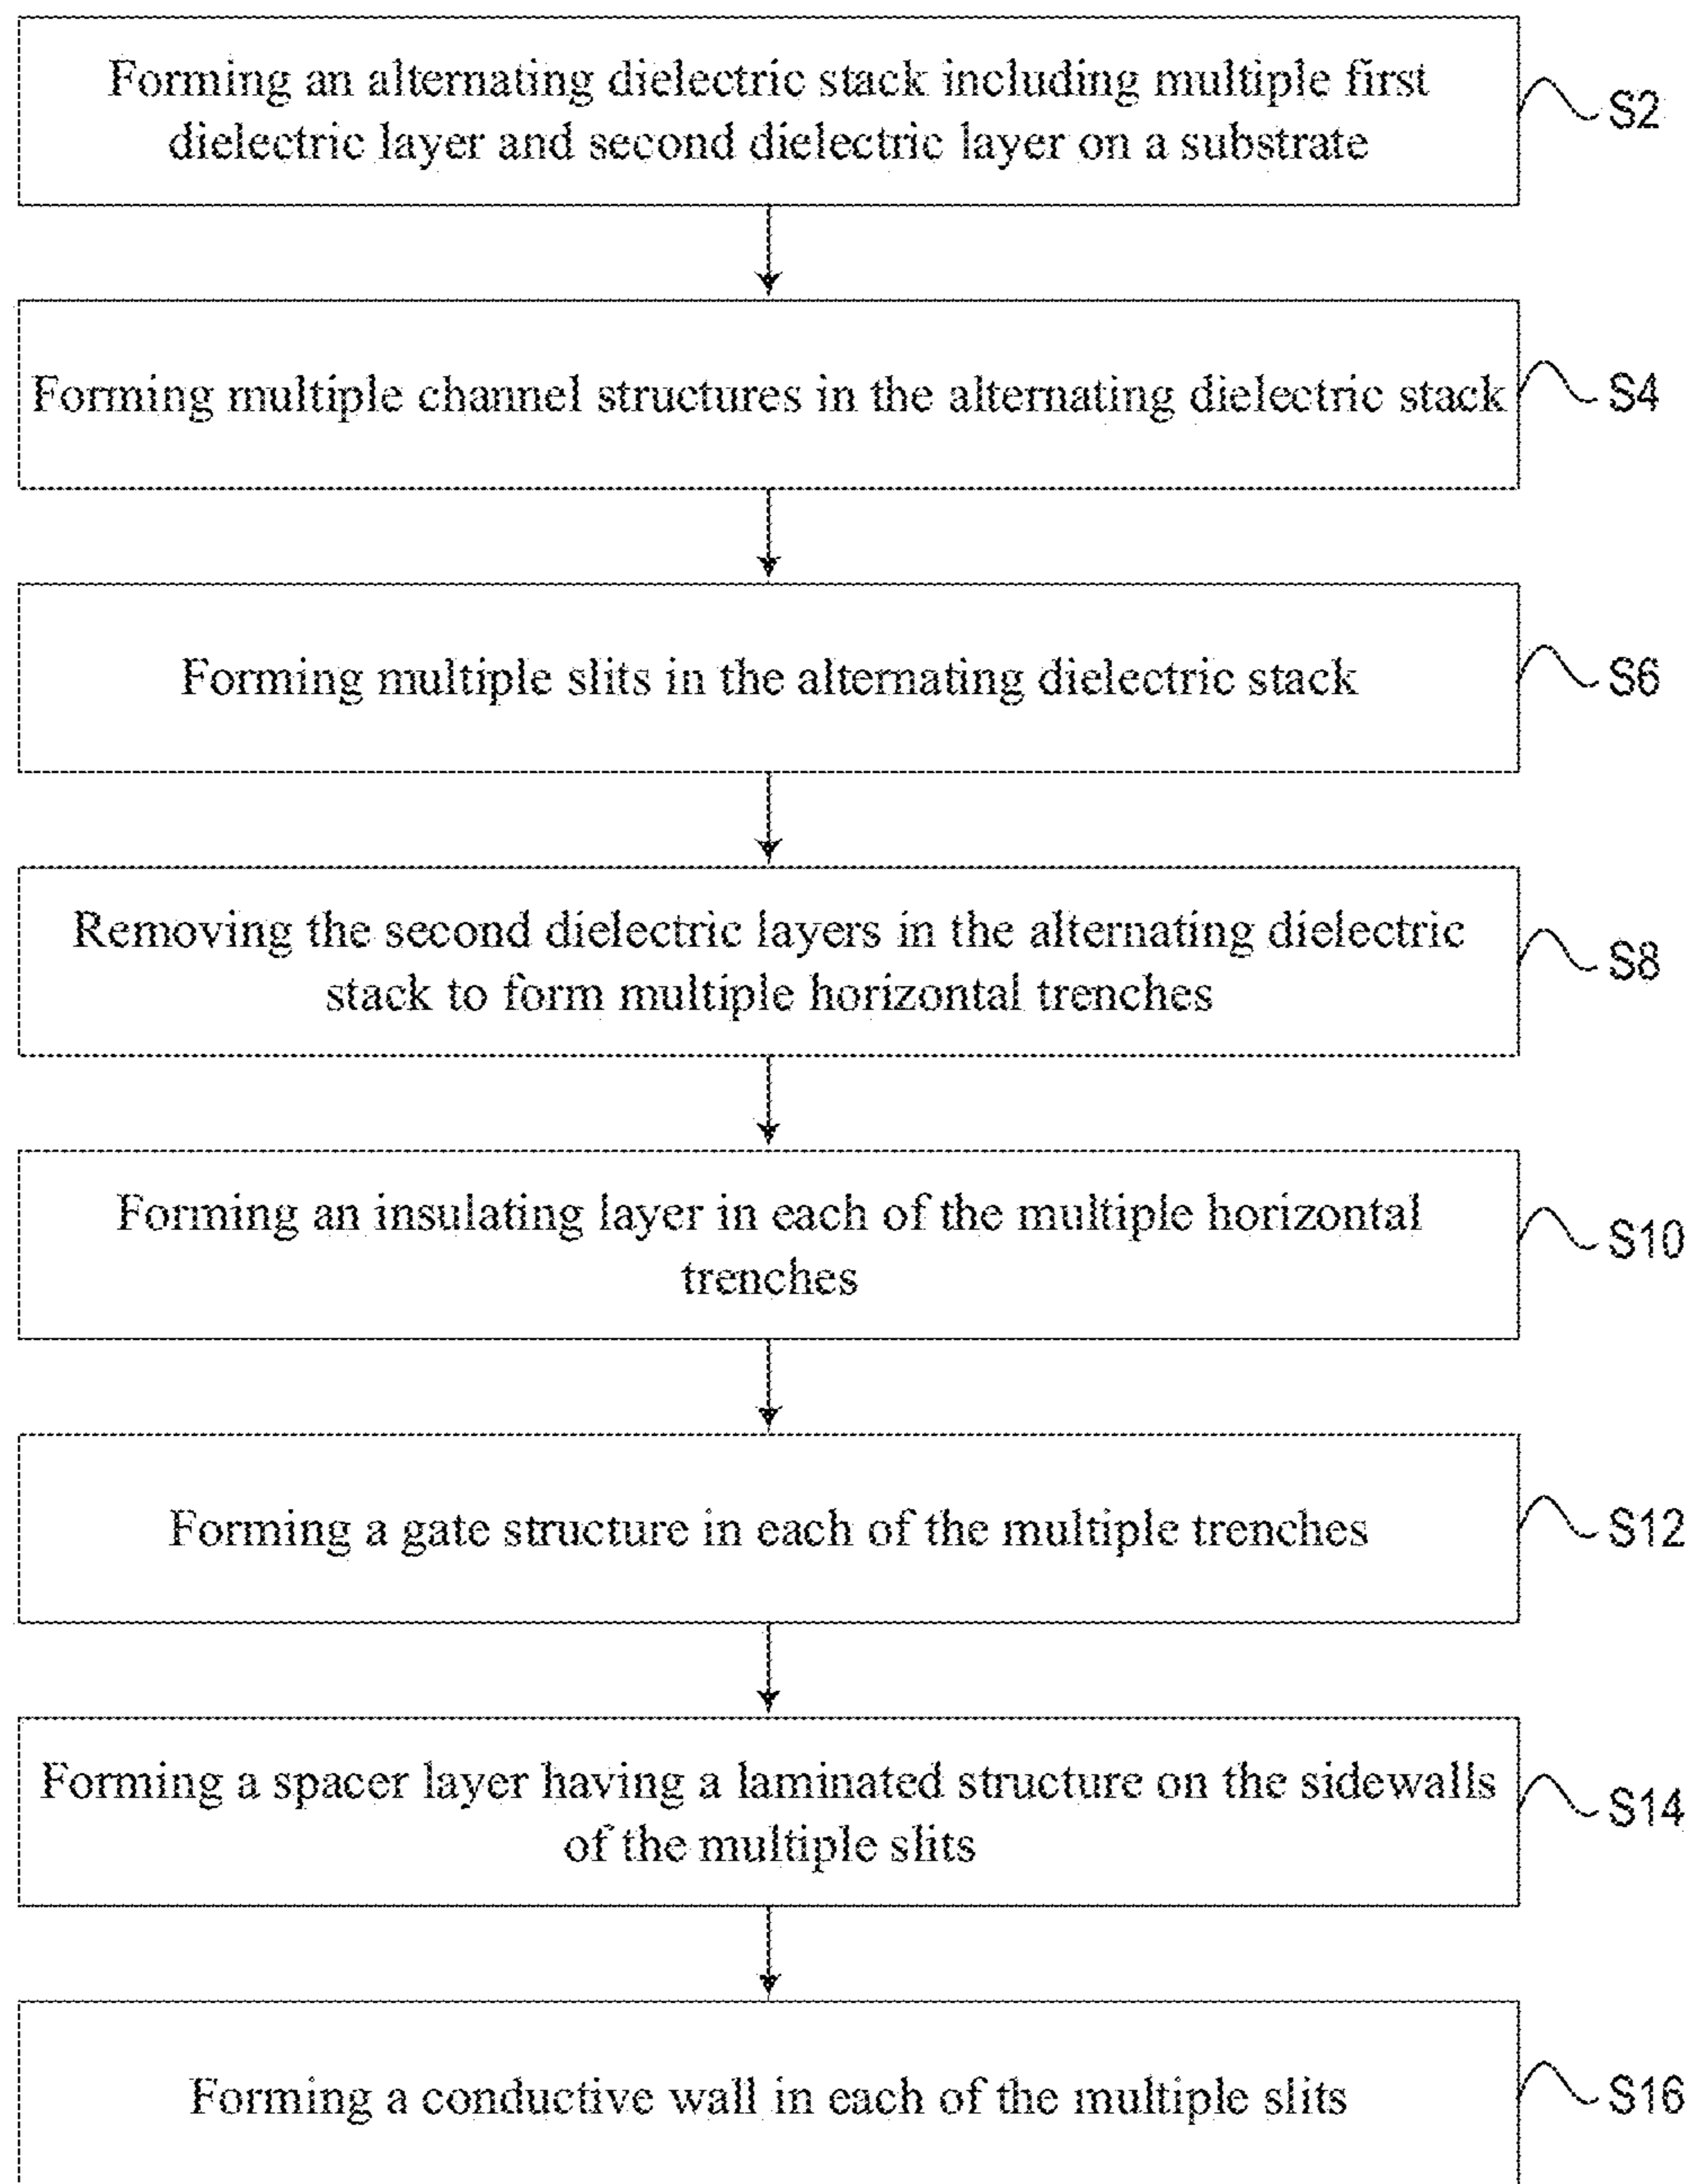 Forming an alternating dielectric stack including multiple first
dielectric layer and second dielectric layer on a substrate
S2
Forming multiple channel structures in the alternating dielectric stack
S4
Forming multiple slits in the alternating dielectric stack
S6
Removing the second dielectric layers in the alternating dielectric
stack to form multiple horizontal trenches
S8
Forming an insulating layer in each of the multiple horizontal
trenches
S10
Forming a gate structure in each of the multiple trenches
S12
Forming a spacer layer having a laminated structure on the sidewalls
of the multiple slits
S14
Forming a conductive wall in each of the multiple slits
S16